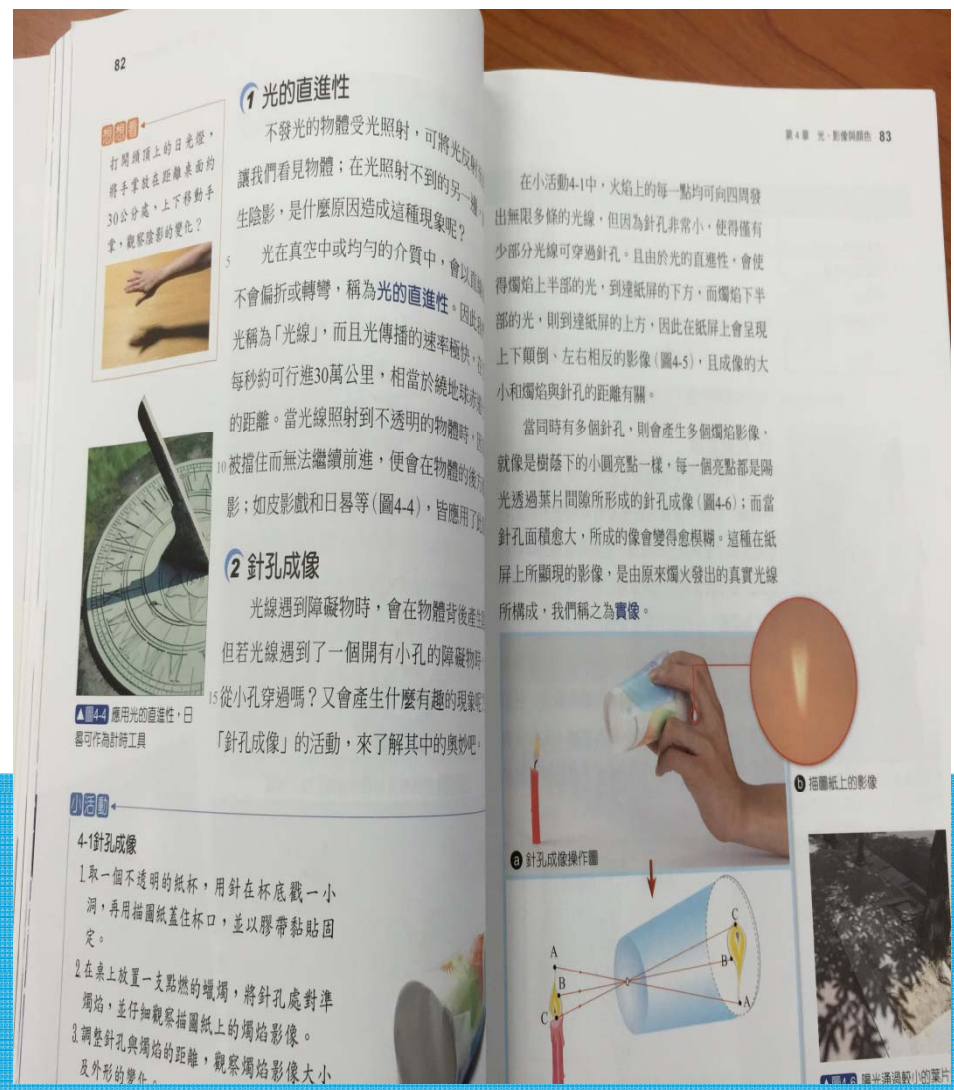 82
想想看
打開頭頂上的日光燈，
將手掌放在距離桌面約
30公分處，上下移動手
掌，觀察陰影的變化？
▲圖4-4 應用光的直進性，日
晷可作為計時工具
1 光的直進性
不發光的物體受光照射，可將光反射
讓我們看見物體；在光照射不到的另一邊，
生陰影，是什麼原因造成這種現象呢？
5
光在真空中或均勻的介質中，會以直線
不會偏折或轉彎，稱為光的直進性。因此
光稱為「光線」，而且光傳播的速率極快，
每秒約可行進30萬公里，相當於繞地球赤道
的距離。當光線照射到不透明的物體時，
10 被擋住而無法繼續前進，便會在物體的後方
影；如皮影戲和日晷等（圖4-4），皆應用了
2 針孔成像
光線遇到障礙物時，會在物體背後產生
但若光線遇到了一個開有小孔的障礙物時
15 從小孔穿過嗎？又會產生什麼有趣的現象呢
「針孔成像」的活動，來了解其中的奧妙吧。
小活動
4-1針孔成像
1.取一個不透明的紙杯，用針在杯底戳一小
洞，再用描圖紙蓋住杯口，並以膠帶黏貼固
定。
2.在桌上放置一支點燃的蠟燭，將針孔處對準
燭焰，並仔細觀察描圖紙上的燭焰影像。
3.調整針孔與燭焰的距離，觀察燭焰影像大小
及外形的變化。
第4章 光、影像與顏色 83
在小活動4-1中，火焰上的每一點均可向四周發
出無限多條的光線，但因為針孔非常小，使得僅有
少部分光線可穿過針孔。且由於光的直進性，會使
得燭焰上半部的光，到達紙屏的下方，而燭焰下半
部的光，則到達紙屏的上方，因此在紙屏上會呈現
上下顛倒、左右相反的影像（圖4-5），且成像的大
小和燭焰與針孔的距離有關。
當同時有多個針孔，則會產生多個燭焰影像，
就像是樹蔭下的小圓亮點一樣，每一個亮點都是陽
光透過葉片間隙所形成的針孔成像（圖4-6）；而當
針孔面積愈大，所成的像會變得愈模糊。這種在紙
屏上所顯現的影像，是由原來燭火發出的真實光線
所構成，我們稱之為實像。
a 針孔成像操作圖
b 描圖紙上的影像
A
B
C
C
B
A
▲圖4-6 陽光通過較小的葉片